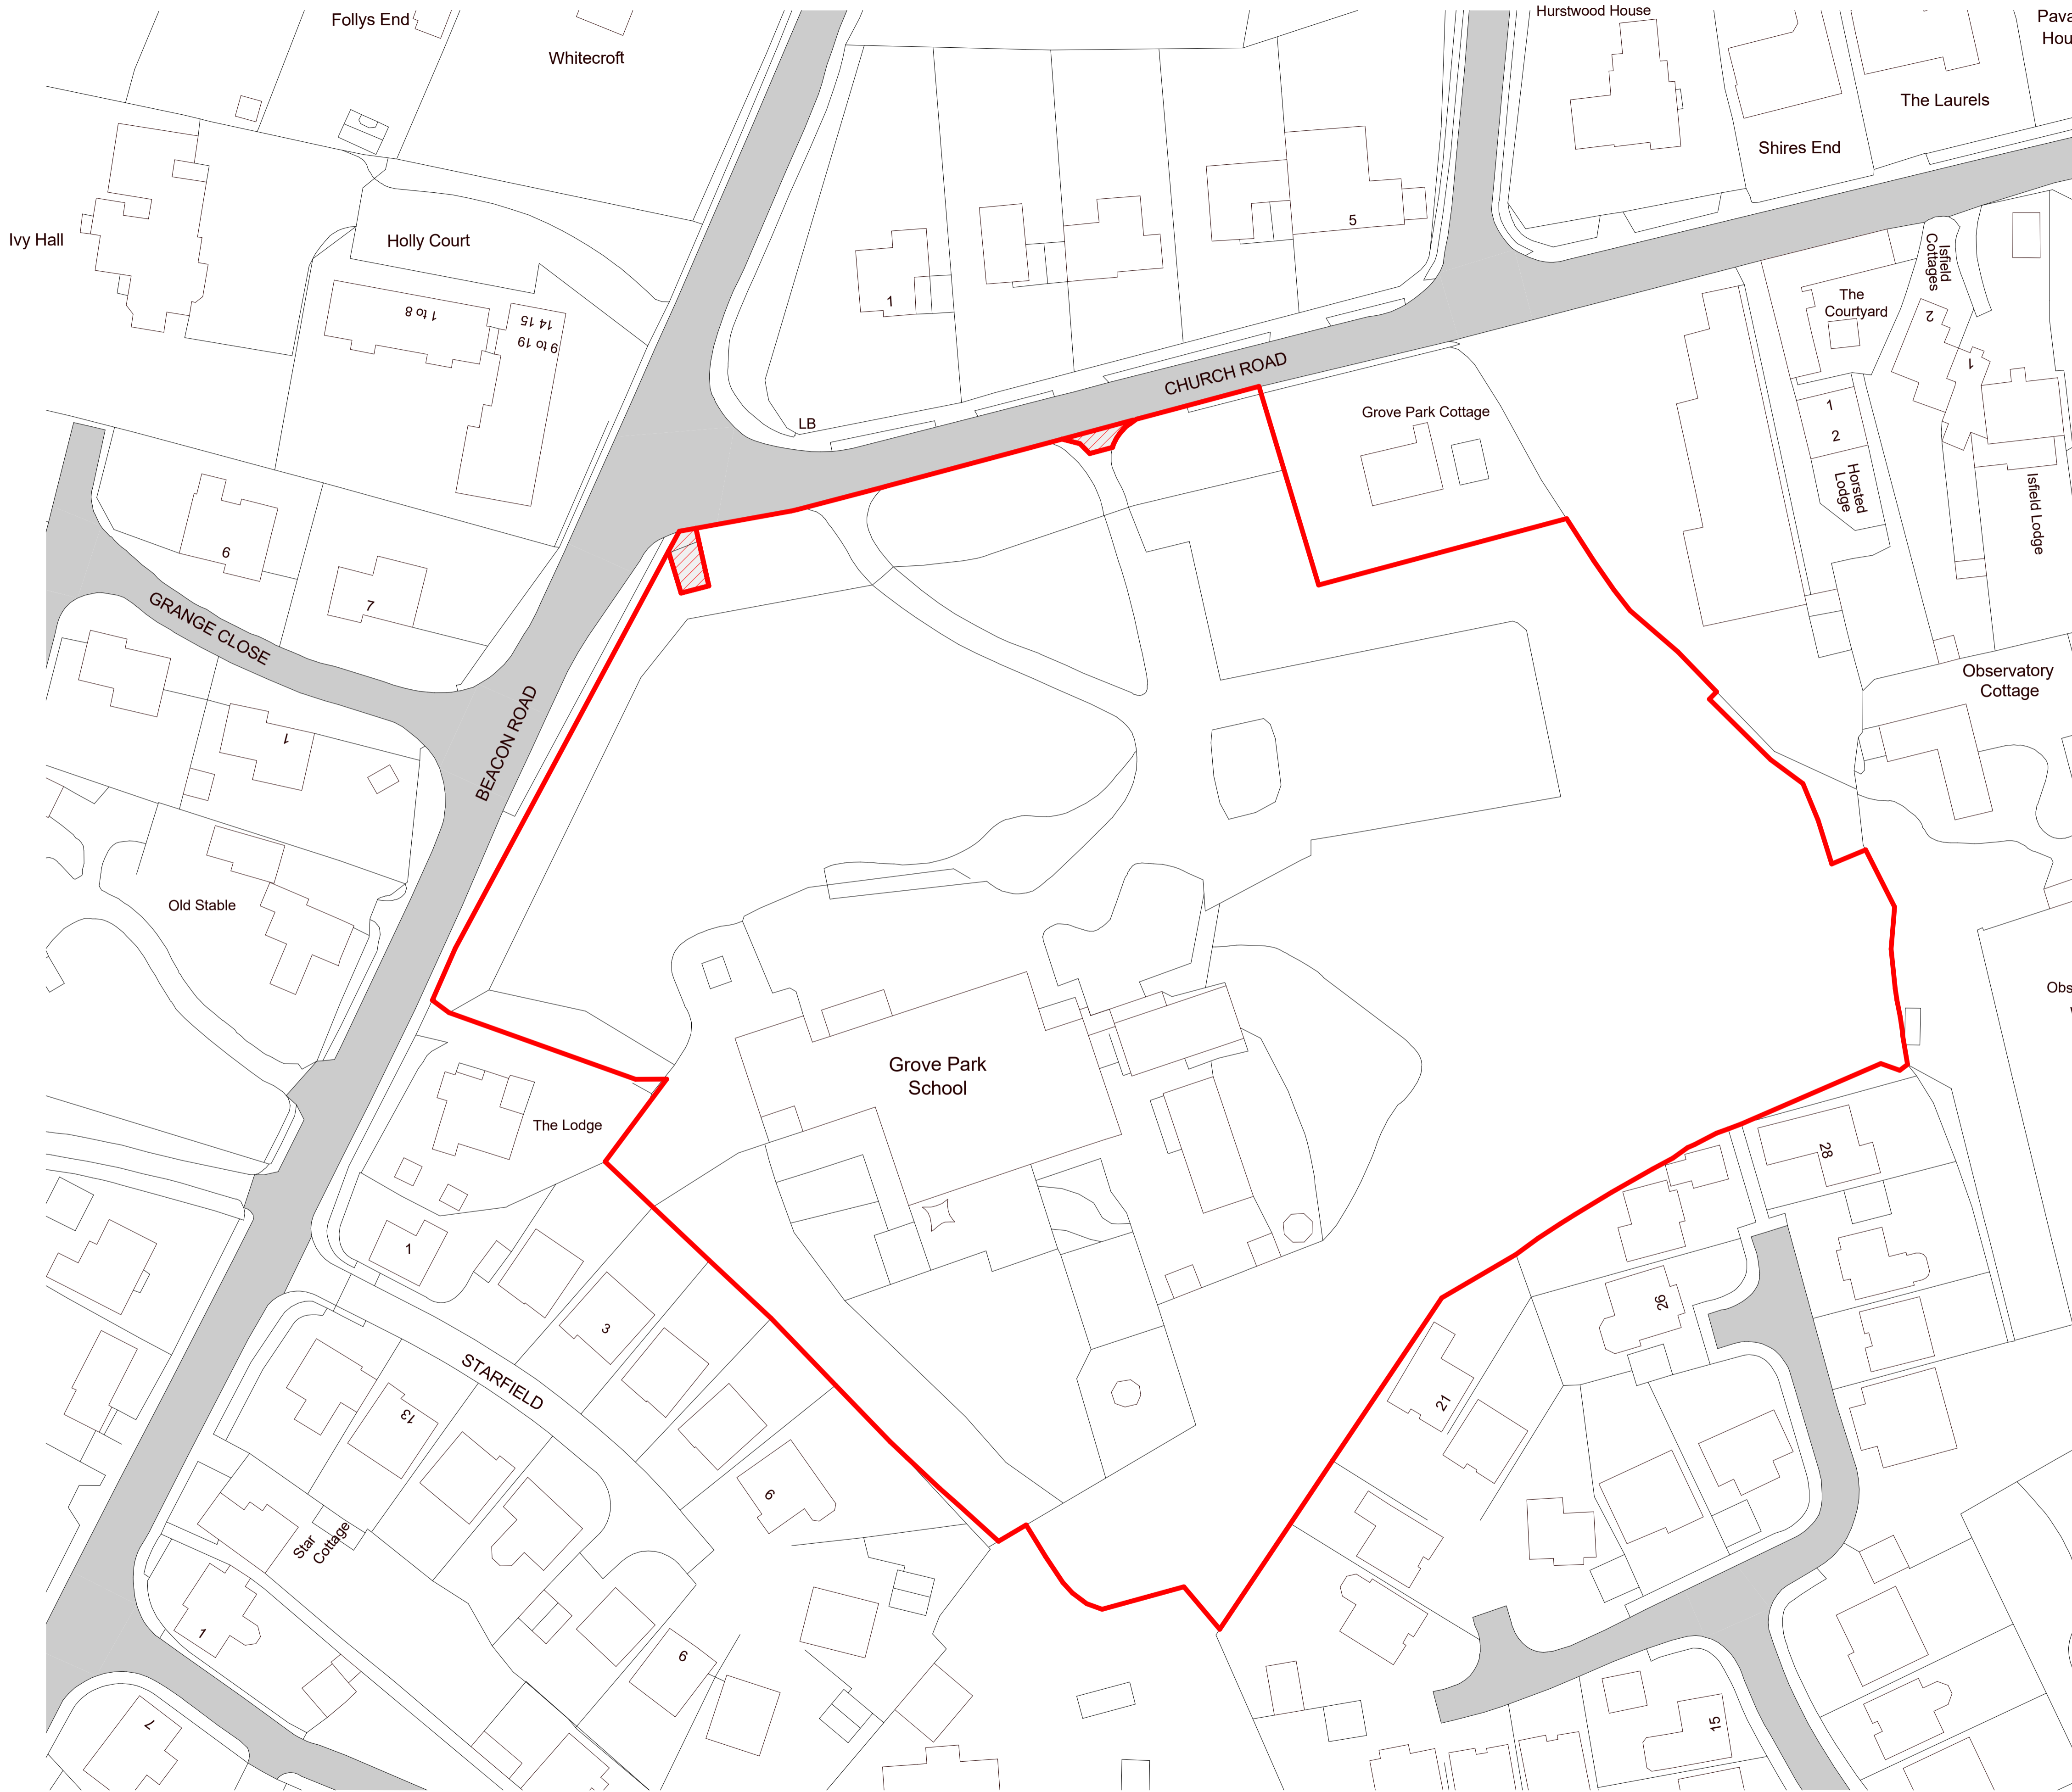 Follys End
Whitecroft
Hurstwood House
The Laurels
Shires End
Ivy Hall
Holly Court
1 to 8
14 15
9 to 19
1
5
CHURCH ROAD
LB
Grove Park Cottage
Isfield
Cottages
The
Courtyard
2
1
1
2
Horsted
Lodge
Isfield Lodge
6
7
GRANGE CLOSE
BEACON ROAD
1
Observatory
Cottage
Old Stable
Grove Park
School
The Lodge
1
3
28
26
21
STARFIELD
13
Star
Cottage
9
1
6
7
15